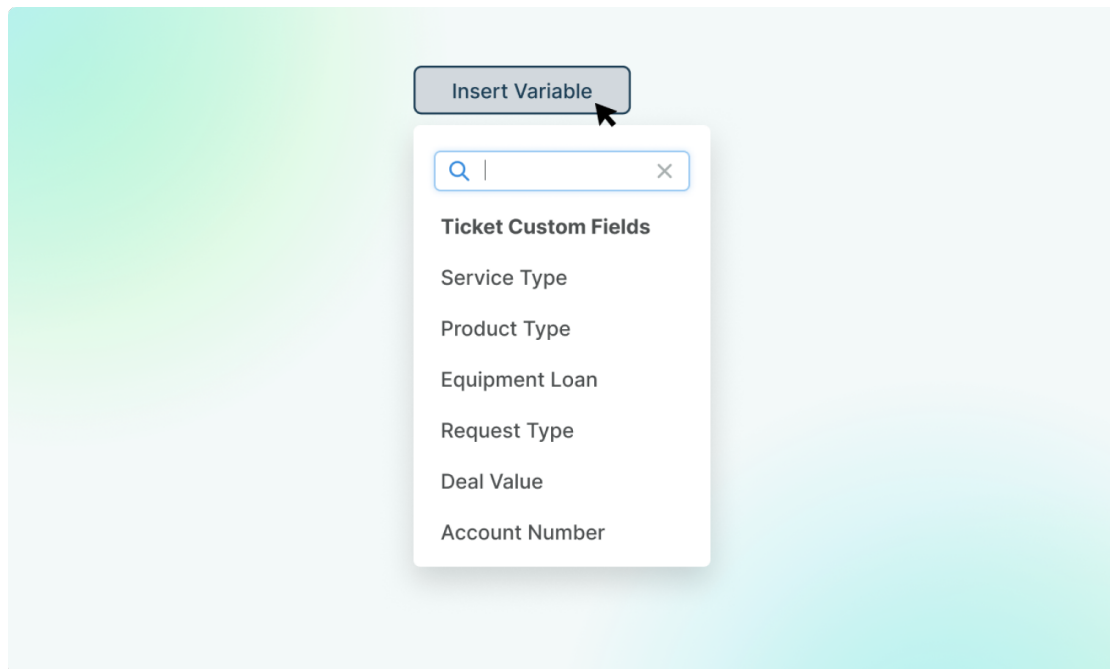 Insert Variable
Ticket Custom Fields
Service Type
Product Type
Equipment Loan
Request Type
Deal Value
Account Number